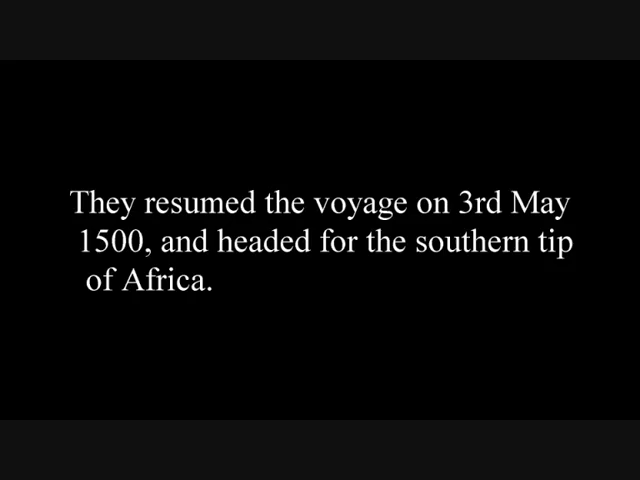 They resumed the voyage on 3rd May
1500, and headed for the southern tip
of Africa.